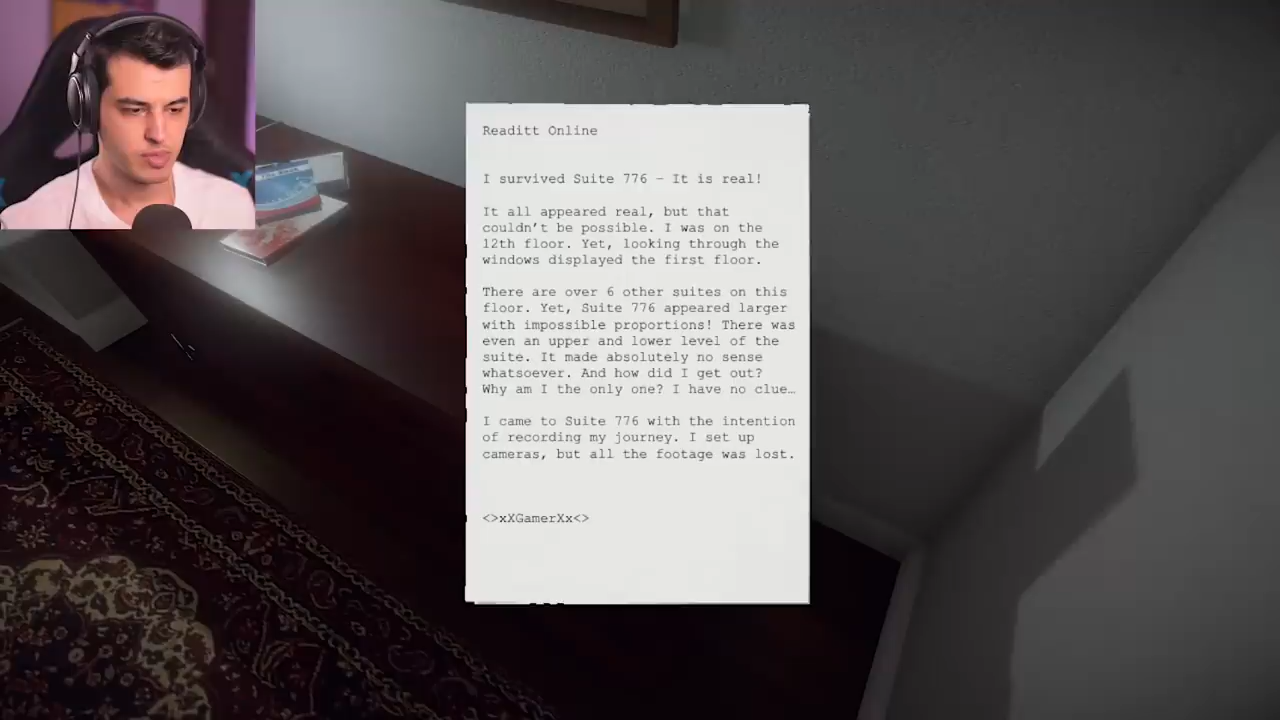 Readitt Online
I survived Suite 776 - It is real!
It all appeared real, but that
couldn't be possible. I was on the
12th floor. Yet, looking through the
windows displayed the first floor.
There are over 6 other suites on this
floor. Yet, Suite 776 appeared larger
with impossible proportions! There was
even an upper and lower level of the
suite. It made absolutely no sense
whatsoever. And how did I get out?
Why am I the only one? I have no clue…
I came to Suite 776 with the intention
of recording my journey. I set up
cameras, but all the footage was lost.
<>xXGamerXx<>